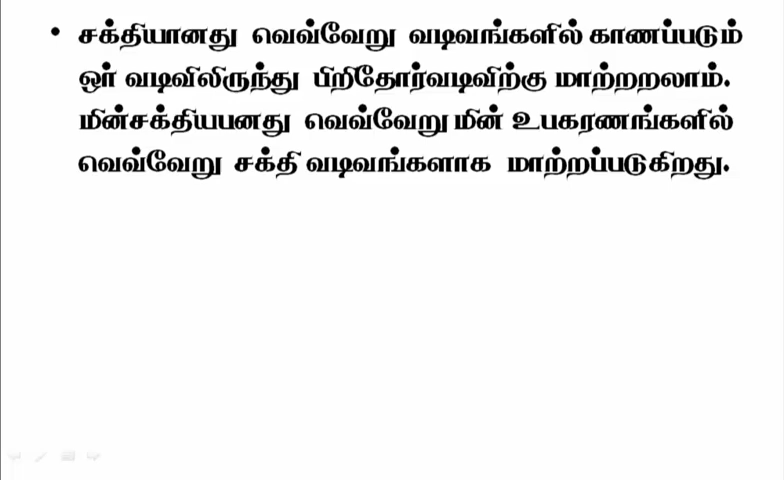 • சக்தியானது வெவ்வேறு வடிவங்களில் காணப்படும்
ஓர் வடிவிலிருந்து பிறிதோர்வடிவிற்கு மாற்றறலாம்.
மின்சக்தியபனது வெவ்வேறு மின் உபகரணங்களில்
வெவ்வேறு சக்தி வடிவங்களாக மாற்றப்படுகிறது.